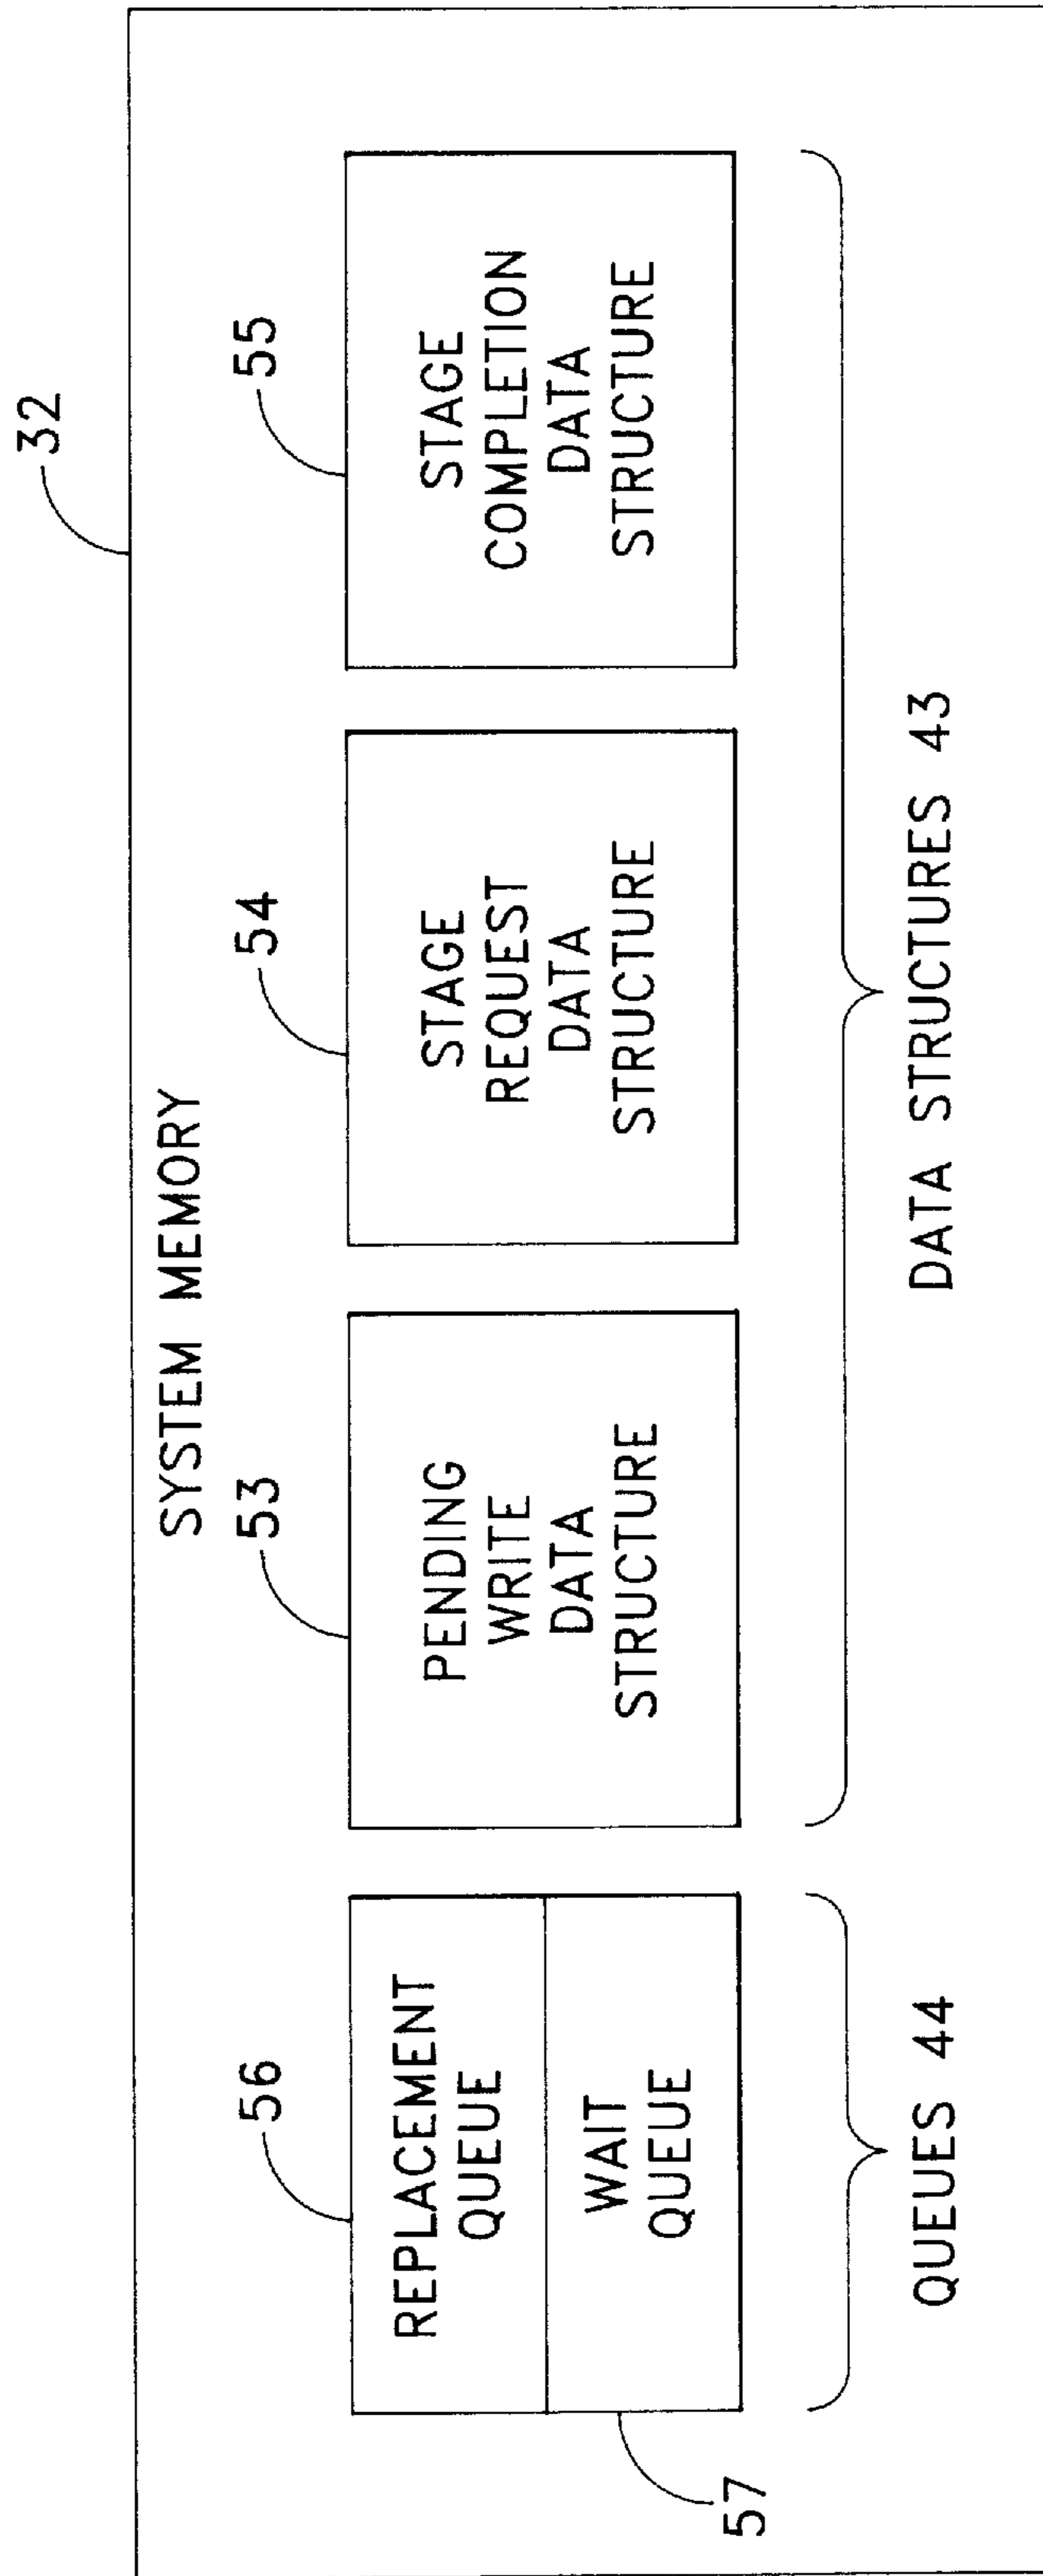 32
SYSTEM MEMORY
56
53
54
55
REPLACEMENT
QUEUE
WAIT
QUEUE
57
PENDING
WRITE
DATA
STRUCTURE
STAGE
REQUEST
DATA
STRUCTURE
STAGE
COMPLETION
DATA
STRUCTURE
QUEUES 44
DATA STRUCTURES 43